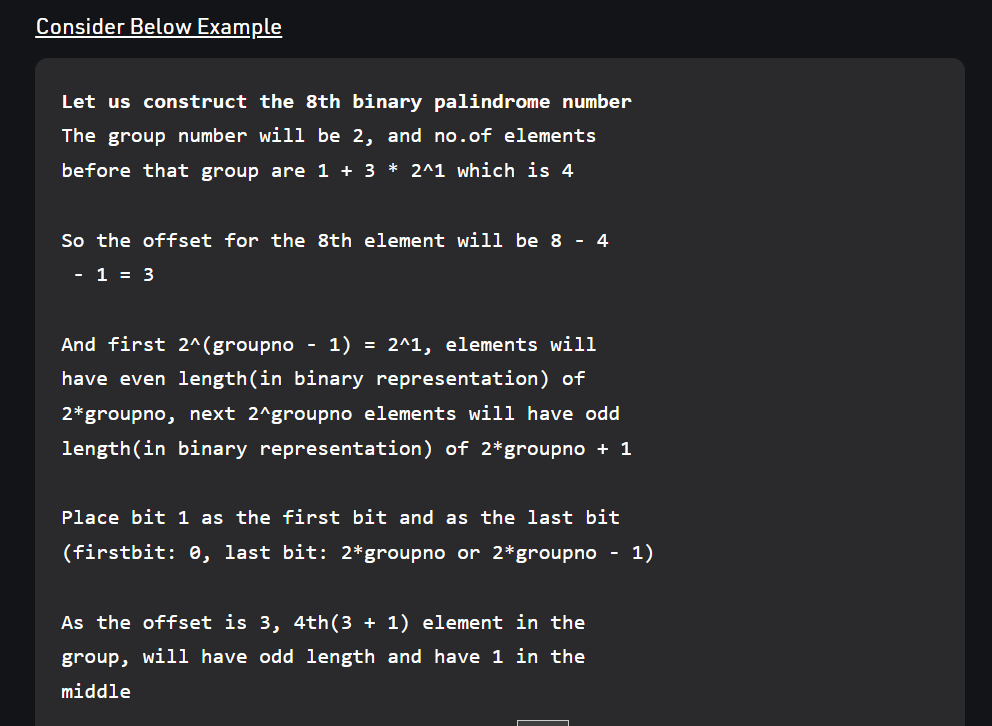 Consider Below Example
Let us construct the 8th binary palindrome number
The group number will be 2, and no.of elements
before that group are 1 + 3 * 2^1 which is 4
So the offset for the 8th element will be 8 - 4
- 1 = 3
And first 2^(groupno - 1) = 2^1, elements will
have even length(in binary representation) of
2*groupno, next 2^groupno elements will have odd
length(in binary representation) of 2*groupno + 1
Place bit 1 as the first bit and as the last bit
(firstbit: 0, last bit: 2*groupno or 2*groupno - 1)
As the offset is 3, 4th(3 + 1) element in the
group, will have odd length and have 1 in the
middle